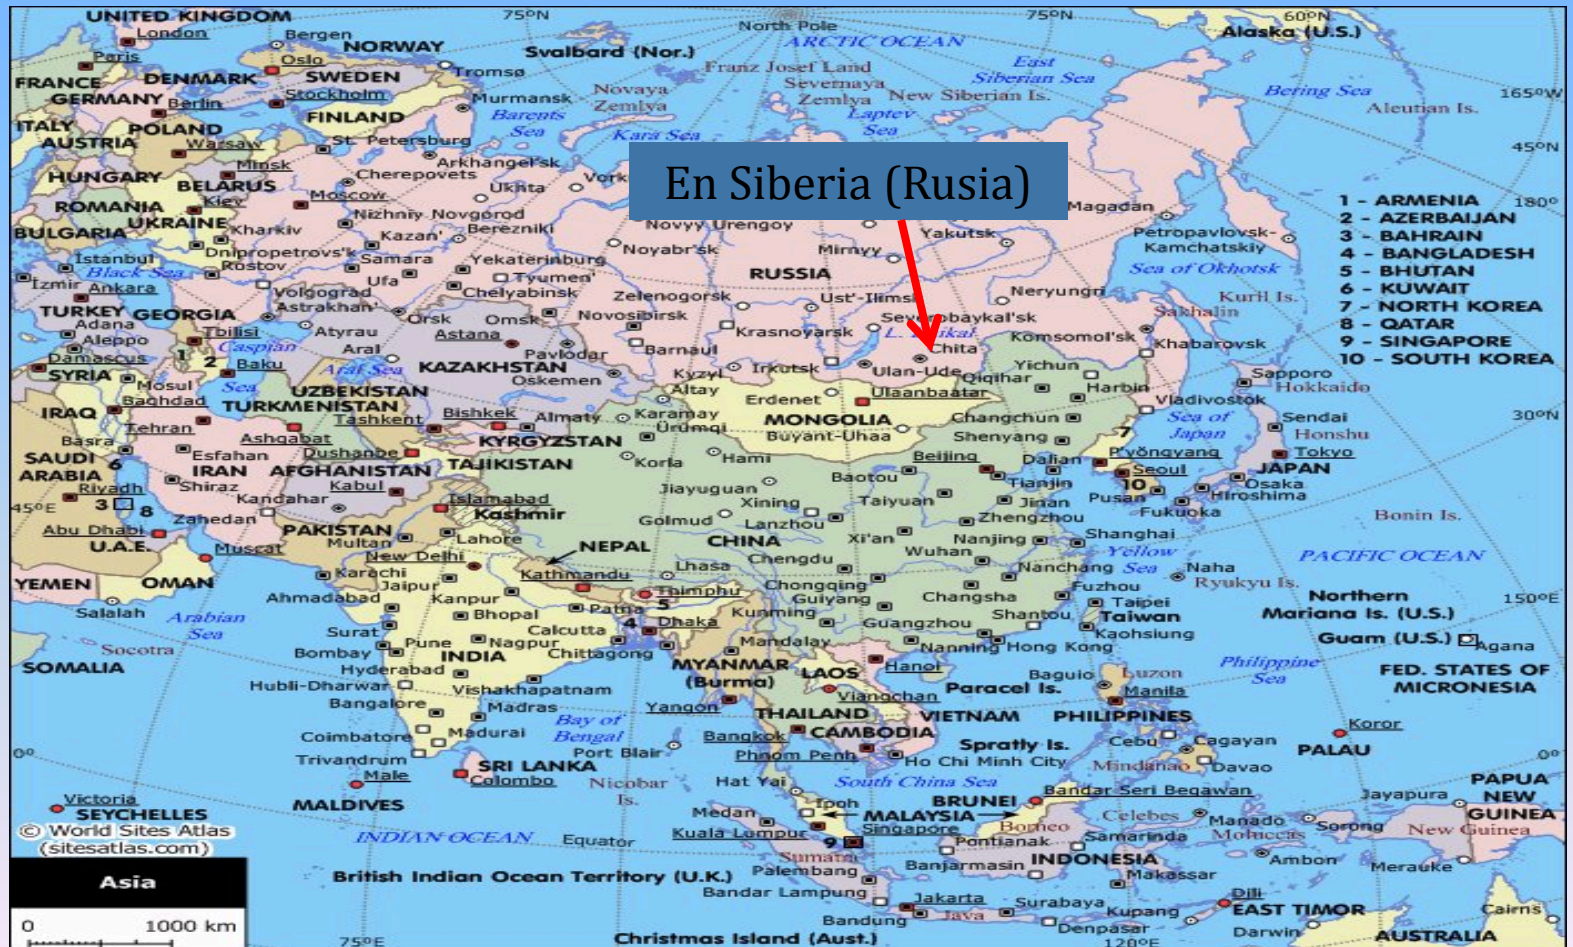 UNITED KINGDOM
London
75°N
75°N
60°N
North Pole
Alaska (U.S.)
Bergen
NORWAY
Svalbard (Nor.)
ARCTIC OCEAN
Paris
Oslo
Tromsø
Franz Josef Land
East
Siberian Sea
FRANCE
DENMARK
SWEDEN
Severnaya
Zemlya
New Siberian Is.
Bering Sea
165°W
GERMANY
Berlin
Stockholm
Murmansk
Novaya
Zemlya
Aleutian Is.
FINLAND
Barents
Sea
Kara Sea
Laptev
Sea
ITALY
AUSTRIA
POLAND
Warsaw
St. Petersburg
45°N
HUNGARY
Minsk
BELARUS
Arkhangel'sk
Cherepovets
Ukhta
En Siberia (Rusia)
ROMANIA
Moscow
Kiev
UKRAINE
Nizhniy Novgorod
Berezniki
Novyy Urengoy
Magadan
1 - ARMENIA
180°
2 - AZERBAIJAN
3 - BAHRAIN
4 - BANGLADESH
5 - BHUTAN
6 - KUWAIT
7 - NORTH KOREA
8 - QATAR
9 - SINGAPORE
10 - SOUTH KOREA
BULGARIA
Kharkiv
Kazan'
Noyabr'sk
Mirnyy
Yakutsk
Petropavlovsk-
Kamchatskiy
Istanbul
Black Sea
Dnipropetrovs'k
Rostov
Samara
Yekaterinburg
RUSSIA
Sea of Okhotsk
Izmir
Ankara
Ufa
Tyumen'
Chelyabinsk
Volgograd
Astrakhan'
Zelenogorsk
Neryungri
Kuril Is.
Sakhalin
TURKEY
GEORGIA
Orsk
Omsk
Novosibirsk
Krasnoyarsk
Severobaykal'sk
Adana
Aleppo
Tbilisi
Atyrau
Astana
Komsomol'sk
Khabarovsk
Damascus
Caspian
Sea
Aral
Aral Sea
Pavlodar
Barnaul
Chita
SYRIA
1
2
Baku
KAZAKHSTAN
Oskemen
Kyzyl
Irkutsk
Ulan-Ude
Qiqihar
Yichun
Sapporo
Hokkaido
Mosul
UZBEKISTAN
Altay
Erdenet
Ulaanbaatar
Harbin
Vladivostok
IRAQ
Baghdad
TURKMENISTAN
Tashkent
Bishkek
Almaty
Karamay
Ürümqi
MONGOLIA
Buyant-Uhaa
Changchun
Shenyang
Sea of
Japan
Sendai
Honshu
30°N
Tehran
Ashgabat
Dushanbe
KYRGYZSTAN
7
P'yŏngyang
Tokyo
Basra
Esfahan
TAJIKISTAN
Korla
Hami
Beijing
Dalian
Seoul
JAPAN
SAUDI
ARABIA
6
IRAN
AFGHANISTAN
Kabul
Baotou
Tianjin
10
Osaka
Riyadh
3
8
Shiraz
Kandahar
Islamabad
Kashmir
Jiayuguan
Xining
Taiyuan
Jinan
Pusan
Hiroshima
Fukuoka
45°E
Zahedan
Golmud
Lanzhou
Zhengzhou
Bonin Is.
Abu Dhabi
U.A.E.
PAKISTAN
Multan
Lahore
CHINA
Xi'an
Nanjing
Shanghai
Muscat
New Delhi
NEPAL
Lhasa
Chengdu
Wuhan
Yellow
Sea
PACIFIC OCEAN
YEMEN
OMAN
Karachi
Jaipur
Kathmandu
Thimphu
Chongqing
Nanchang
Naha
Ryukyu Is.
Salalah
Ahmadabad
Kanpur
Patna
5
Kunming
Guiyang
Changsha
Fuzhou
Taipei
Taiwan
Northern
Mariana Is. (U.S.)
150°E
Arabian
Sea
Bhopal
4
Dhaka
Guangzhou
Shantou
Kaohsiung
Guam (U.S.)
Agana
Socotra
Surat
Bombay
Pune
Nagpur
Calcutta
Chittagong
Mandalay
Nanning
Hong Kong
SOMALIA
INDIA
Hyderabad
MYANMAR
(Burma)
LAOS
Hanoi
Baguio
Luzon
Philippine
Sea
FED. STATES OF
MICRONESIA
Hubli-Dharwar
Vishakhapatnam
Viangchan
Paracel Is.
Manila
Bangalore
Madras
Bay of
Bengal
Yangon
THAILAND
VIETNAM
PHILIPPINES
Koror
Coimbatore
Madurai
Port Blair
Bangkok
CAMBODIA
Cebu
Cagayan
PALAU
0°
0°
Trivandrum
SRI LANKA
Phnom Penh
Spratly Is.
Ho Chi Minh City
Mindanao
Davao
Male
Colombo
Nicobar
Is.
Hat Yai
South China Sea
PAPUA
NEW
GUINEA
Victoria
SEYCHELLES
MALDIVES
Ipoh
BRUNEI
Bandar Seri Begawan
Jayapura
© World Sites Atlas
(sitesatlas.com)
INDIAN OCEAN
Equator
Medan
MALAYSIA
Celebes
Manado
Sorong
New Guinea
Kuala Lumpur
Singapore
9
Borneo
Pontianak
Samarinda
Moluccas
Asia
British Indian Ocean Territory (U.K.)
Palembang
Banjarmasin
INDONESIA
Ambon
Merauke
Bandar Lampung
Makassar
0
1000 km
Jakarta
Java
Surabaya
Kupang
Dili
EAST TIMOR
Cairns
Bandung
Denpasar
Darwin
75°E
Christmas Island (Aust.)
120°E
AUSTRALIA